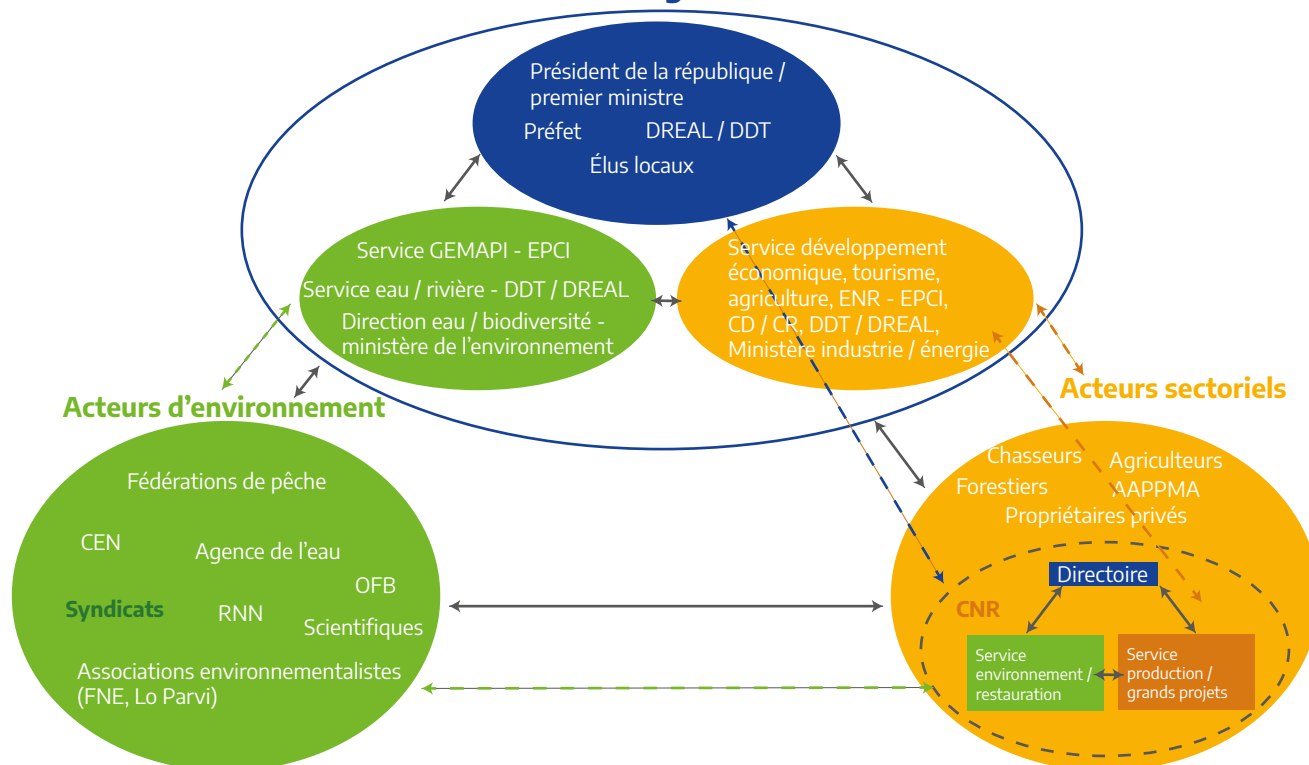 Président de la république /
premier ministre
Préfet
DREAL / DDT
Élus locaux
Service GEMAPI - EPCI
Service eau / rivière - DDT / DREAL
Direction eau / biodiversité -
ministère de l’environnement
Service développement
économique, tourisme,
agriculture, ENR - EPCI,
CD / CR, DDT / DREAL,
Ministère industrie / énergie
Acteurs d’environnement
Acteurs sectoriels
Fédérations de pêche
CEN
Agence de l’eau
OFB
Syndicats
RNN
Scientifiques
Associations environnementalistes
(FNE, Lo Parvi)
Chasseurs
Agriculteurs
Forestiers
AAPPMA
Propriétaires privés
Directoire
CNR
Service
environnement /
restauration
Service
production /
grands projets